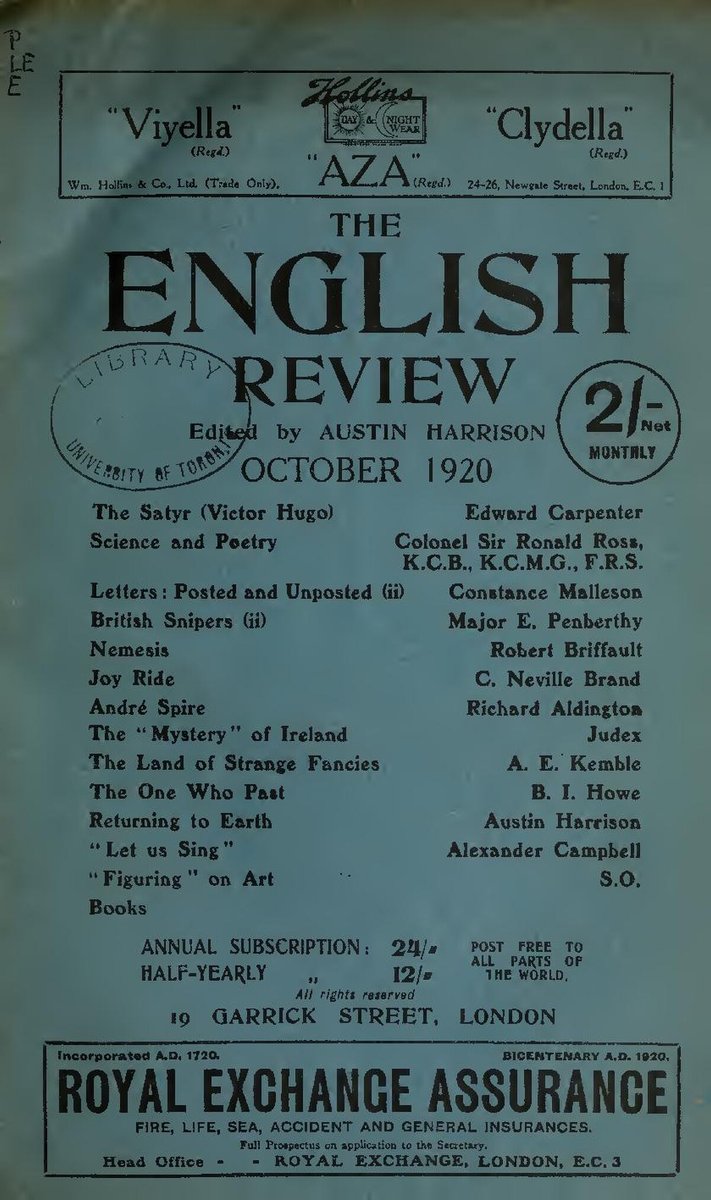 P
LE
E
Hollins
"Viyella" DAY & NIGHT WEAR "Clydella"
(Regd.) (Regd.)
"AZA" (Regd.)
Wm. Hollins & Co., Ltd. (Trade Only), 24-26, Newgate Street, London, E.C. 1
THE
ENGLISH
REVIEW
LIBRARY
UNIVERSITY OF TORONTO
2/- Net
MONTHLY
Edited by AUSTIN HARRISON
OCTOBER 1920
The Satyr (Victor Hugo) Edward Carpenter
Science and Poetry Colonel Sir Ronald Ross,
K.C.B., K.C.M.G., F.R.S.
Letters: Posted and Unposted (ii) Constance Malleson
British Snipers (ii) Major E. Penberthy
Nemesis Robert Briffault
Joy Ride C. Neville Brand
André Spire Richard Aldington
The "Mystery" of Ireland Judex
The Land of Strange Fancies A. E. Kemble
The One Who Past B. I. Howe
Returning to Earth Austin Harrison
"Let us Sing" Alexander Campbell
"Figuring" on Art S.O.
Books
ANNUAL SUBSCRIPTION: 24/- POST FREE TO
ALL PARTS OF
HALF-YEARLY ,, 12/- THE WORLD.
All rights reserved
19 GARRICK STREET, LONDON
Incorporated A.D. 1720. BICENTENARY A.D. 1920.
ROYAL EXCHANGE ASSURANCE
FIRE, LIFE, SEA, ACCIDENT AND GENERAL INSURANCES.
Full Prospectus on application to the Secretary.
Head Office - - ROYAL EXCHANGE, LONDON, E.C. 3